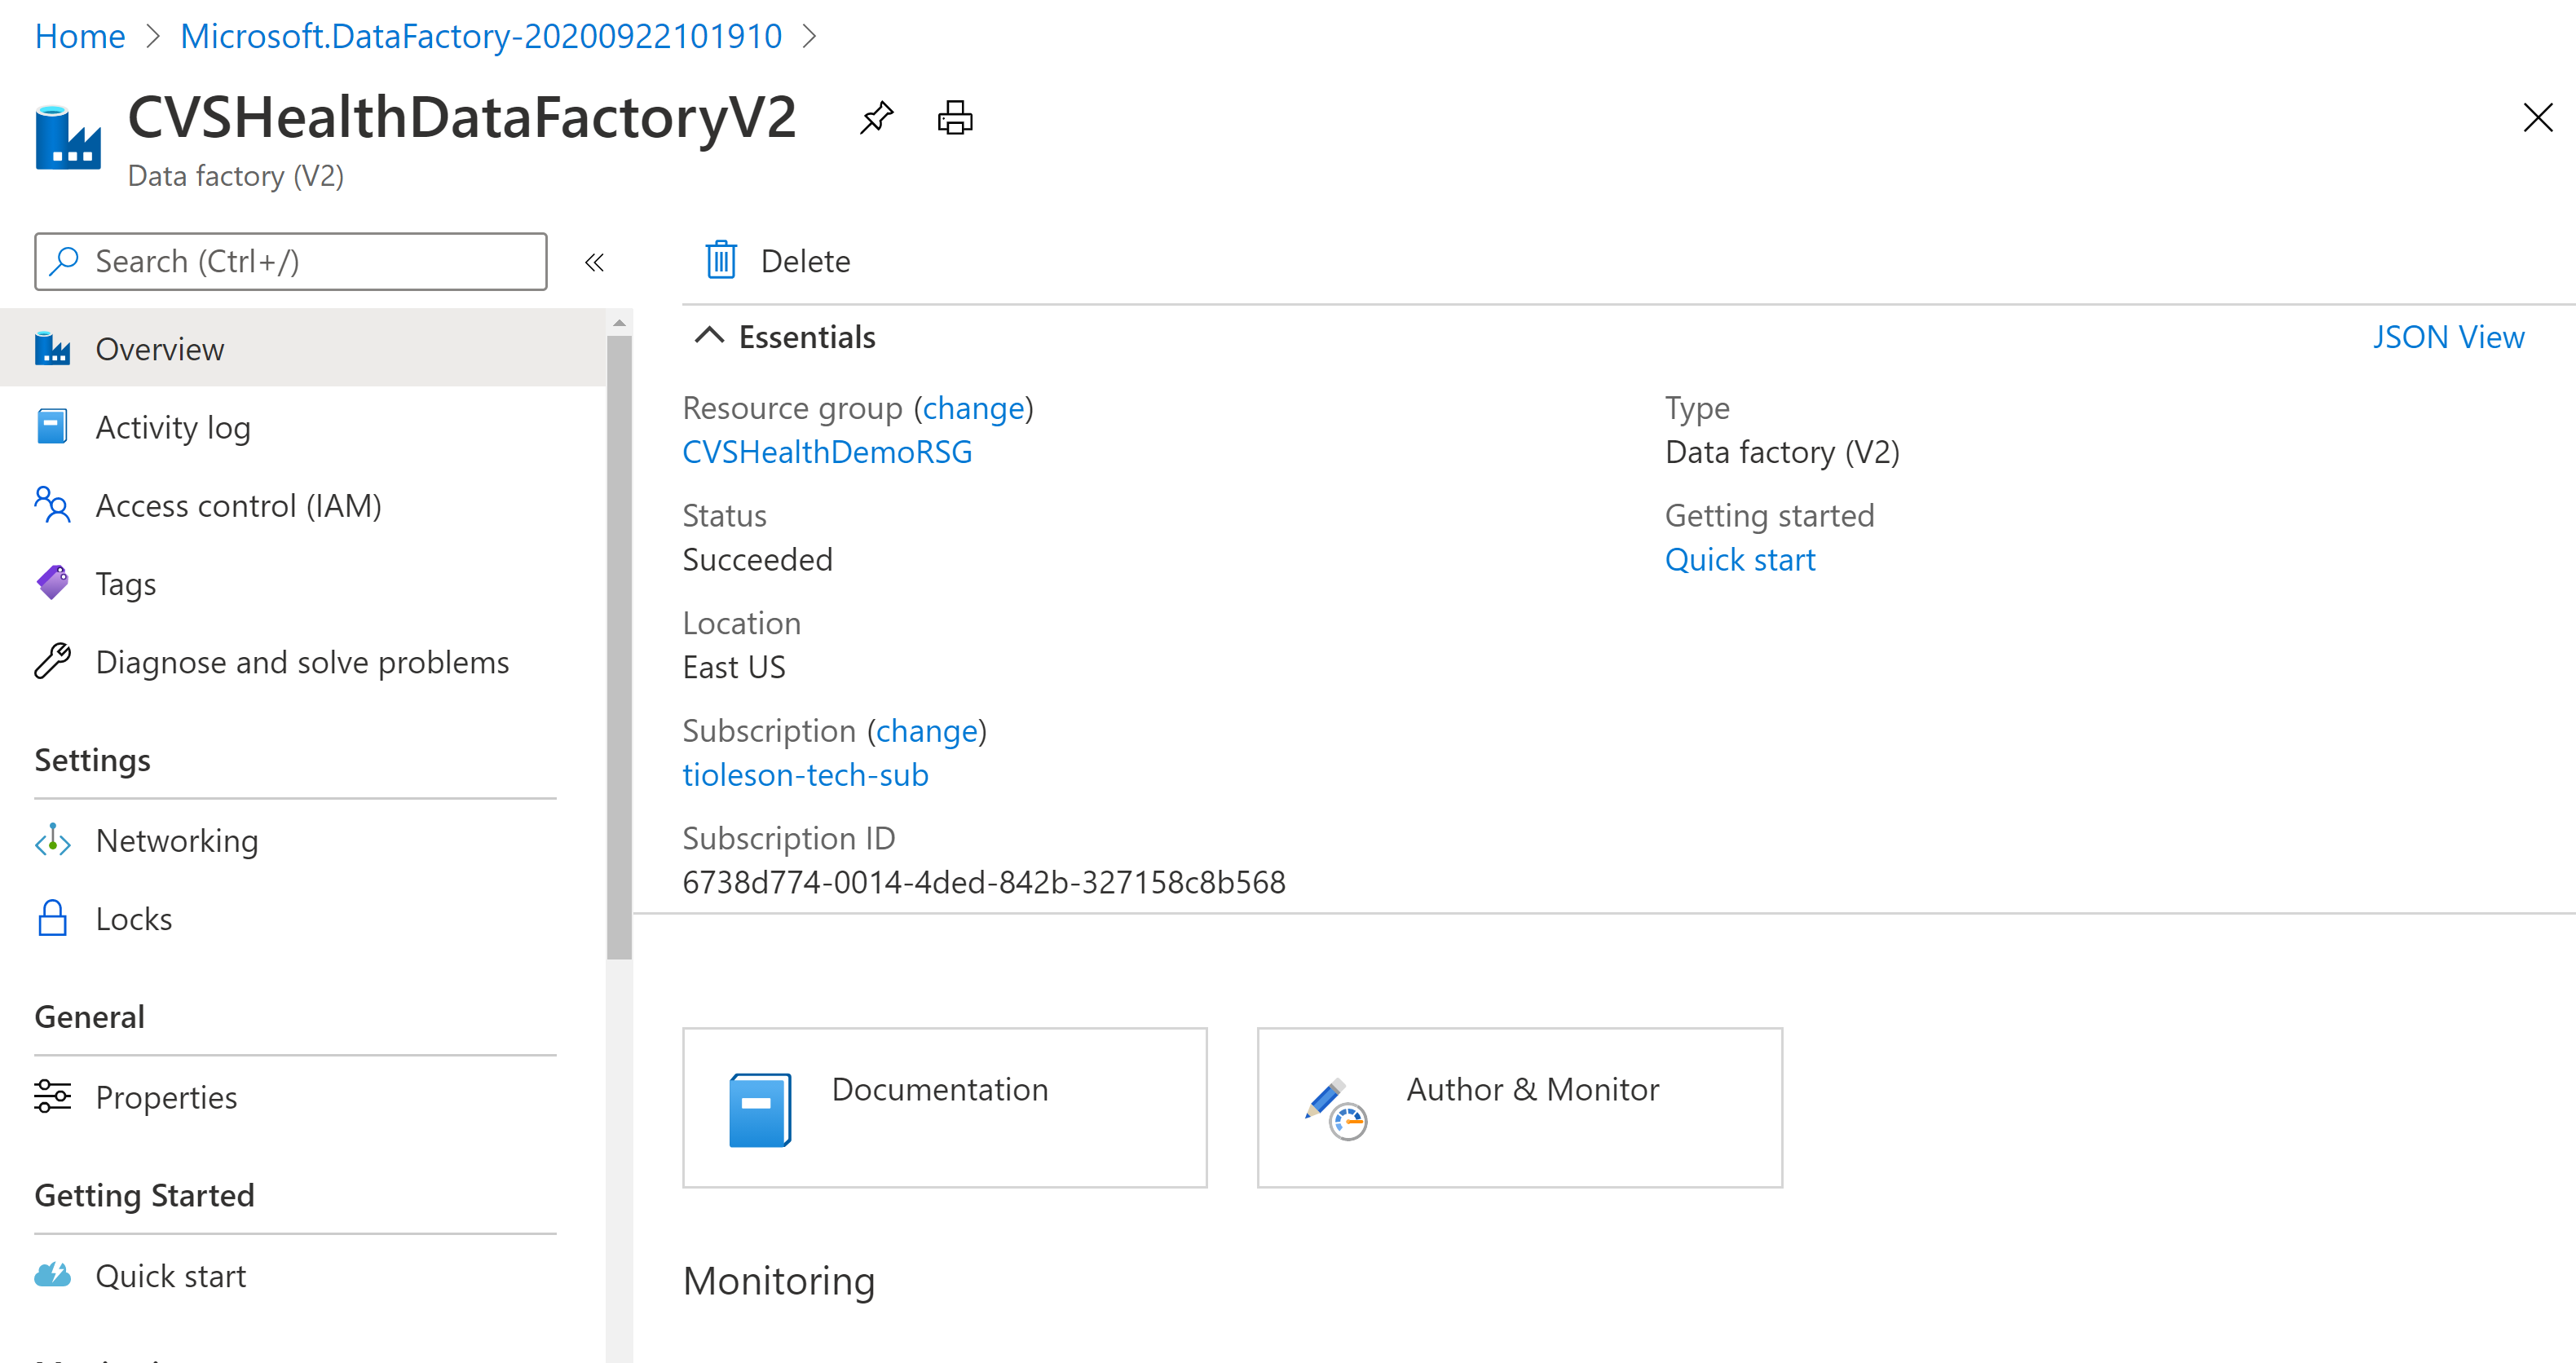 Home > Microsoft.DataFactory-20200922101910 >
CVSHealthDataFactoryV2
Data factory (V2)
Search (Ctrl+/)
«
Overview
Activity log
Access control (IAM)
Tags
Diagnose and solve problems
Settings
Networking
Locks
General
Properties
Getting Started
Quick start
Delete
Essentials
JSON View
Resource group (change)
CVSHealthDemoRSG
Status
Succeeded
Location
East US
Subscription (change)
tioleson-tech-sub
Subscription ID
6738d774-0014-4ded-842b-327158c8b568
Type
Data factory (V2)
Getting started
Quick start
Documentation
Author & Monitor
Monitoring